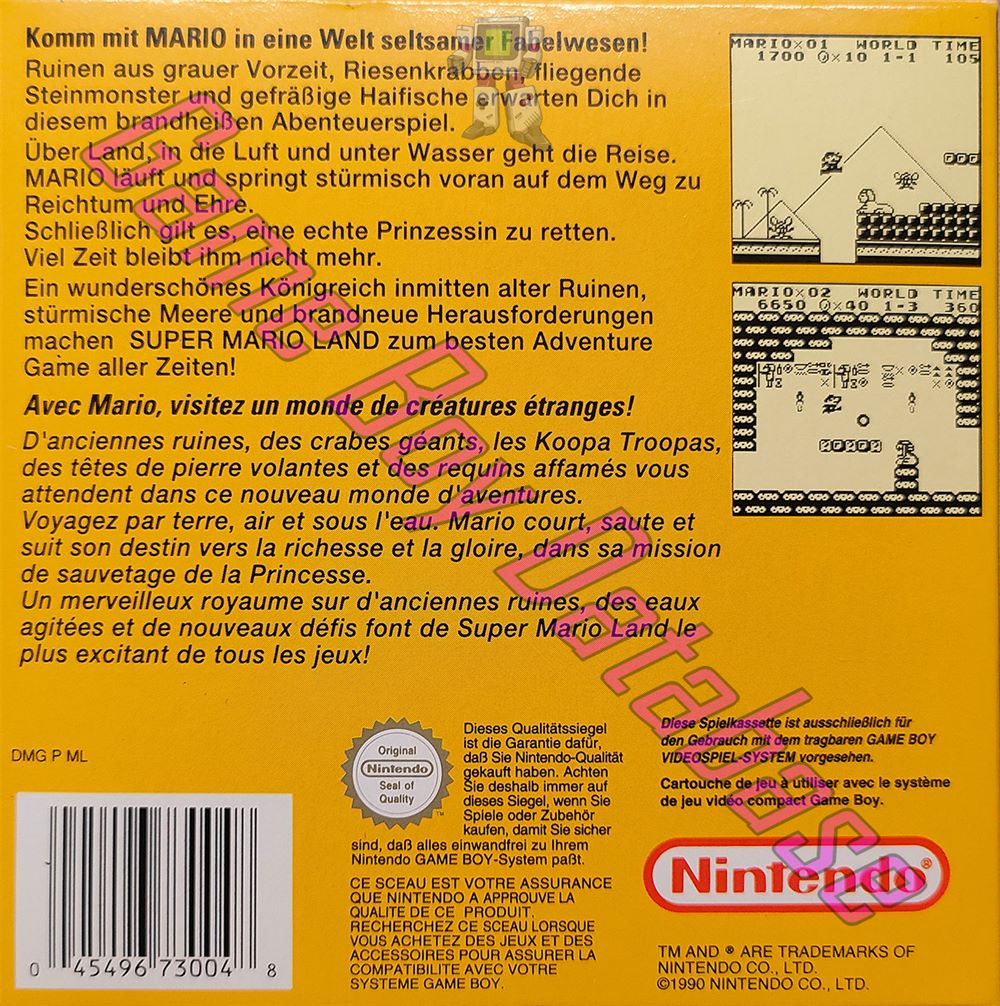 Komm mit MARIO in eine Welt seltsamer Fabelwesen!
Ruinen aus grauer Vorzeit, Riesenkrabben, fliegende
Steinmonster und gefräßige Haifische erwarten Dich in
diesem brandheißen Abenteuerspiel.
Über Land, in die Luft und unter Wasser geht die Reise.
MARIO läuft und springt stürmisch voran auf dem Weg zu
Reichtum und Ehre.
Schließlich gilt es, eine echte Prinzessin zu retten.
Viel Zeit bleibt ihm nicht mehr.
Ein wunderschönes Königreich inmitten alter Ruinen,
stürmische Meere und brandneue Herausforderungen
machen SUPER MARIO LAND zum besten Adventure
Game aller Zeiten!
Avec Mario, visitez un monde de créatures étranges!
D'anciennes ruines, des crabes géants, les Koopa Troopas,
des têtes de pierre volantes et des requins affamés vous
attendent dans ce nouveau monde d'aventures.
Voyagez par terre, air et sous l'eau. Mario court, saute et
suit son destin vers la richesse et la gloire, dans sa mission
de sauvetage de la Princesse.
Un merveilleux royaume sur d'anciennes ruines, des eaux
agitées et de nouveaux défis font de Super Mario Land le
plus excitant de tous les jeux!
MARIO×01 WORLD TIME
1700 0×10 1-1 105
MARIO×02 WORLD TIME
6650 0×40 1-3 360
Game Boy Database
DMG P ML
0 45496 73004 8
Original
Nintendo
Seal of
Quality
TM
Dieses Qualitätssiegel
ist die Garantie dafür,
daß Sie Nintendo-Qualität
gekauft haben. Achten
Sie deshalb immer auf
dieses Siegel, wenn Sie
Spiele oder Zubehör
kaufen, damit Sie sicher
sind, daß alles einwandfrei zu Ihrem
Nintendo GAME BOY-System paßt.
CE SCEAU EST VOTRE ASSURANCE
QUE NINTENDO A APPROUVE LA
QUALITE DE CE PRODUIT.
RECHERCHEZ CE SCEAU LORSQUE
VOUS ACHETEZ DES JEUX ET DES
ACCESSOIRES POUR ASSURER LA
COMPATIBILITE AVEC VOTRE
SYSTEME GAME BOY.
Diese Spielkassette ist ausschließlich für
den Gebrauch mit dem tragbaren GAME BOY
VIDEOSPIEL-SYSTEM vorgesehen.
Cartouche de jeu à utiliser avec le système
de jeu vidéo compact Game Boy.
Nintendo®
TM AND ® ARE TRADEMARKS OF
NINTENDO CO., LTD.
©1990 NINTENDO CO., LTD.